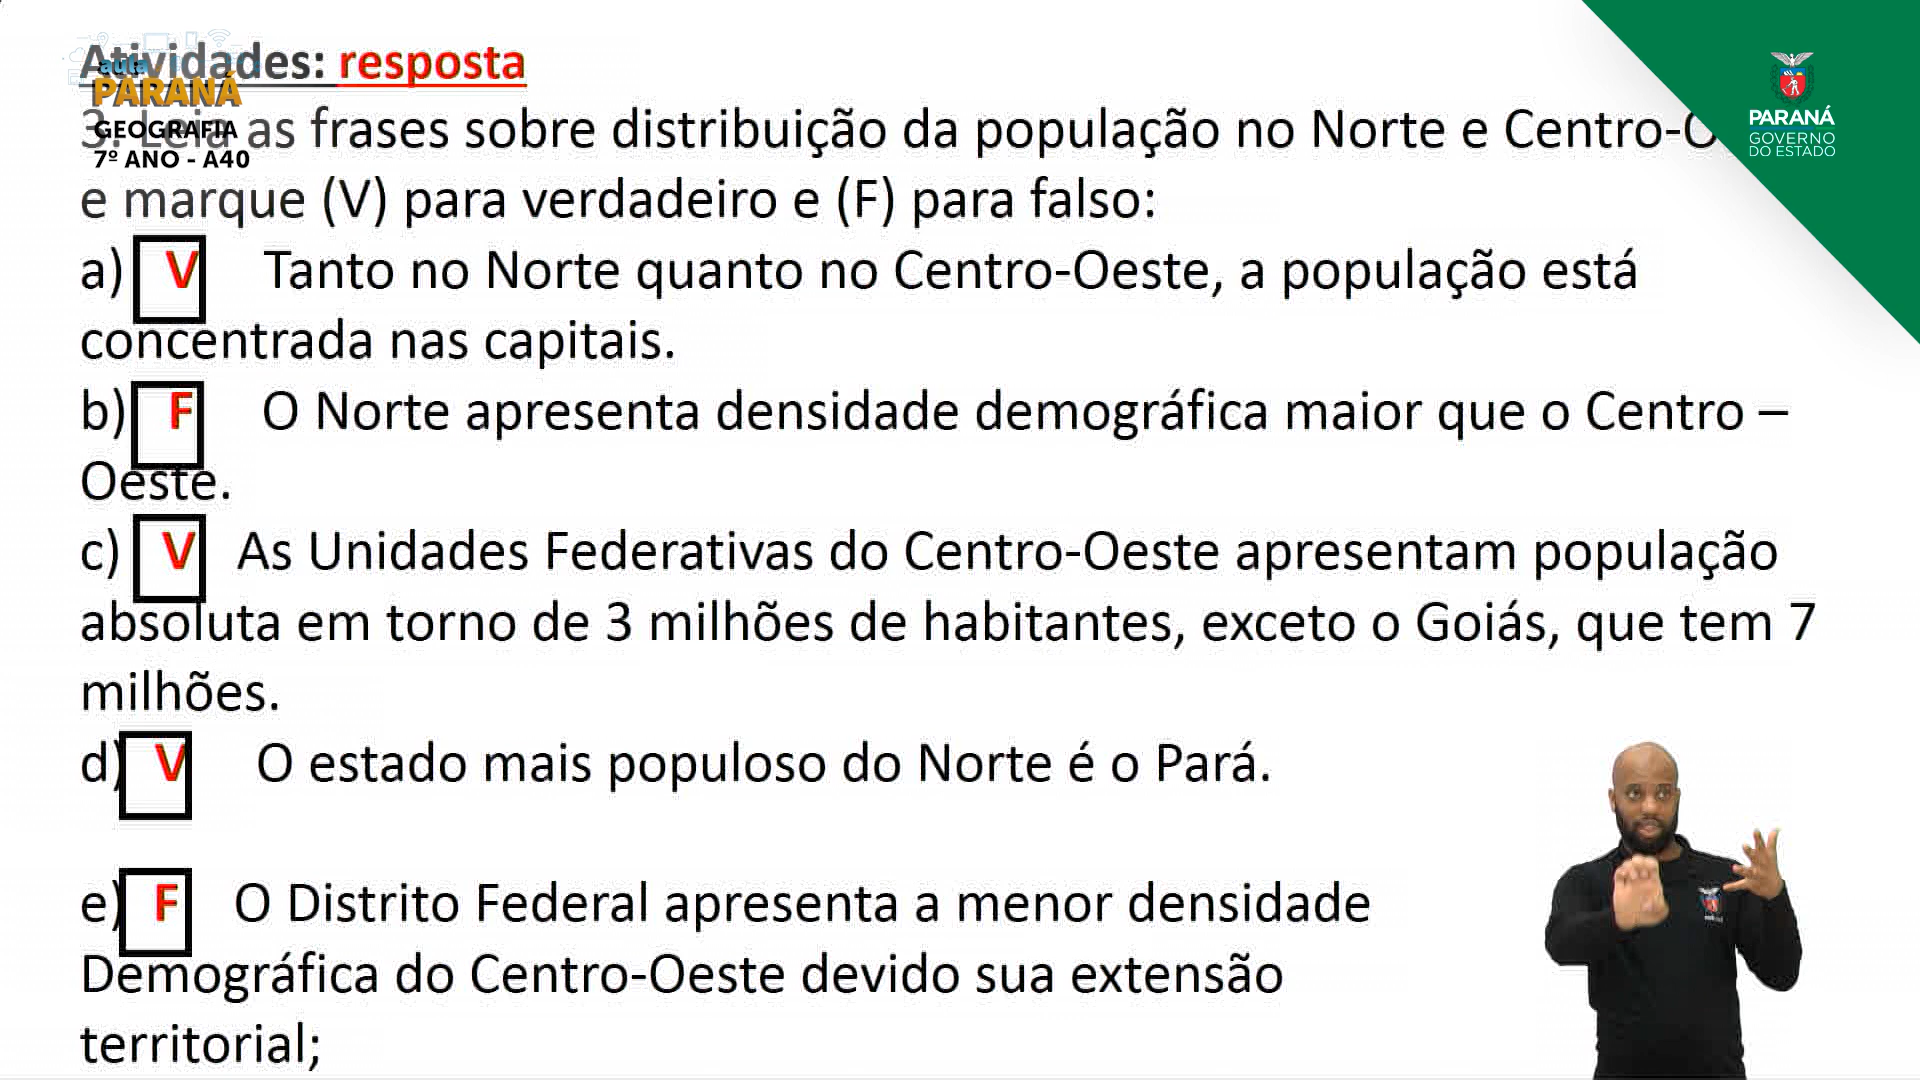 Atividades: resposta
aula
PARANÁ
GEOGRAFIA
7º ANO - A40
PARANÁ
GOVERNO
DO ESTADO
3. Leia as frases sobre distribuição da população no Norte e Centro-O
e marque (V) para verdadeiro e (F) para falso:
a) V Tanto no Norte quanto no Centro-Oeste, a população está
concentrada nas capitais.
b) F O Norte apresenta densidade demográfica maior que o Centro –
Oeste.
c) V As Unidades Federativas do Centro-Oeste apresentam população
absoluta em torno de 3 milhões de habitantes, exceto o Goiás, que tem 7
milhões.
d) V O estado mais populoso do Norte é o Pará.
e) F O Distrito Federal apresenta a menor densidade
Demográfica do Centro-Oeste devido sua extensão
territorial;